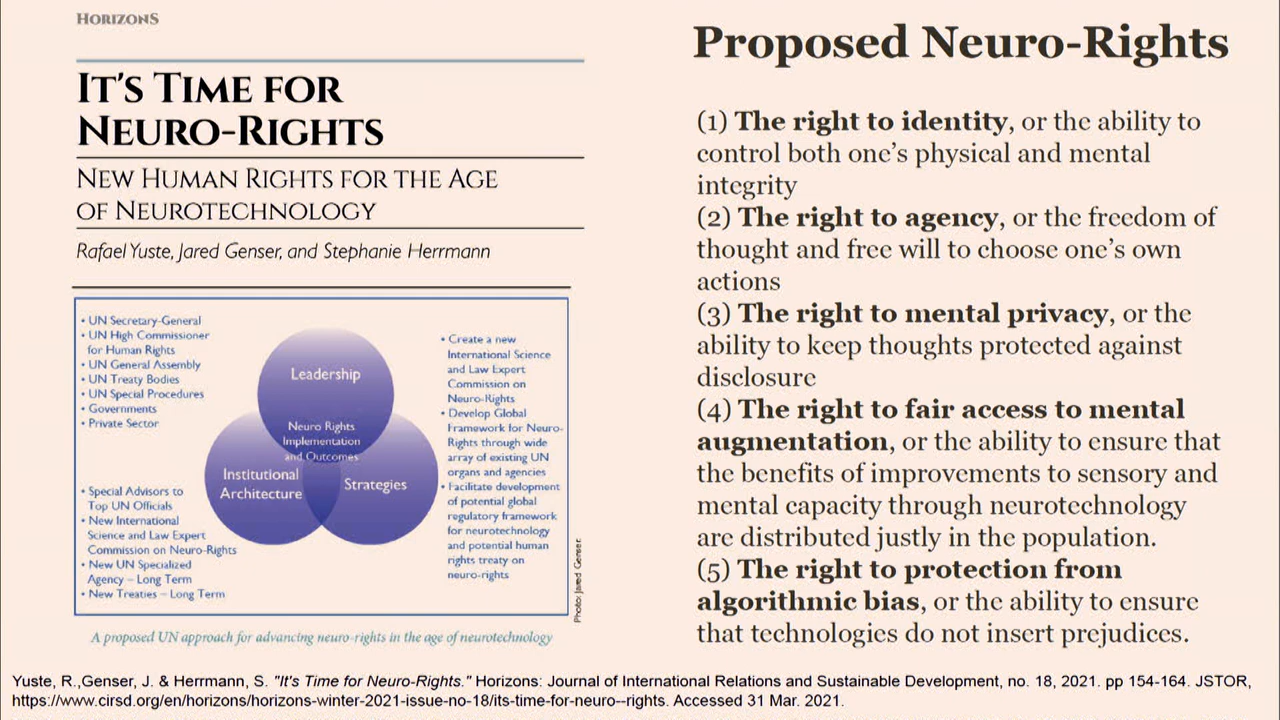 HORIZONS
IT'S TIME FOR
NEURO-RIGHTS
NEW HUMAN RIGHTS FOR THE AGE
OF NEUROTECHNOLOGY
Rafael Yuste, Jared Genser, and Stephanie Herrmann
• UN Secretary-General
• UN High Commissioner
for Human Rights
• UN General Assembly
• UN Treaty Bodies
• UN Special Procedures
• Governments
• Private Sector
• Special Advisors to
Top UN Officials
• New International
Science and Law Expert
Commission on Neuro-Rights
• New UN Specialized
Agency – Long Term
• New Treaties – Long Term
Leadership
Neuro Rights
Implementation
and Outcomes
Institutional
Architecture
Strategies
• Create a new
International Science
and Law Expert
Commission on
Neuro-Rights
• Develop Global
Framework for Neuro-
Rights through wide
array of existing UN
organs and agencies
• Facilitate development
of potential global
regulatory framework
for neurotechnology
and potential human
rights treaty on
neuro-rights
Photo: Jared Genser.
A proposed UN approach for advancing neuro-rights in the age of neurotechnology
Proposed Neuro-Rights
(1) The right to identity, or the ability to
control both one's physical and mental
integrity
(2) The right to agency, or the freedom of
thought and free will to choose one's own
actions
(3) The right to mental privacy, or the
ability to keep thoughts protected against
disclosure
(4) The right to fair access to mental
augmentation, or the ability to ensure that
the benefits of improvements to sensory and
mental capacity through neurotechnology
are distributed justly in the population.
(5) The right to protection from
algorithmic bias, or the ability to ensure
that technologies do not insert prejudices.
Yuste, R.,Genser, J. & Herrmann, S. "It's Time for Neuro-Rights." Horizons: Journal of International Relations and Sustainable Development, no. 18, 2021. pp 154-164. JSTOR,
https://www.cirsd.org/en/horizons/horizons-winter-2021-issue-no-18/its-time-for-neuro--rights. Accessed 31 Mar. 2021.